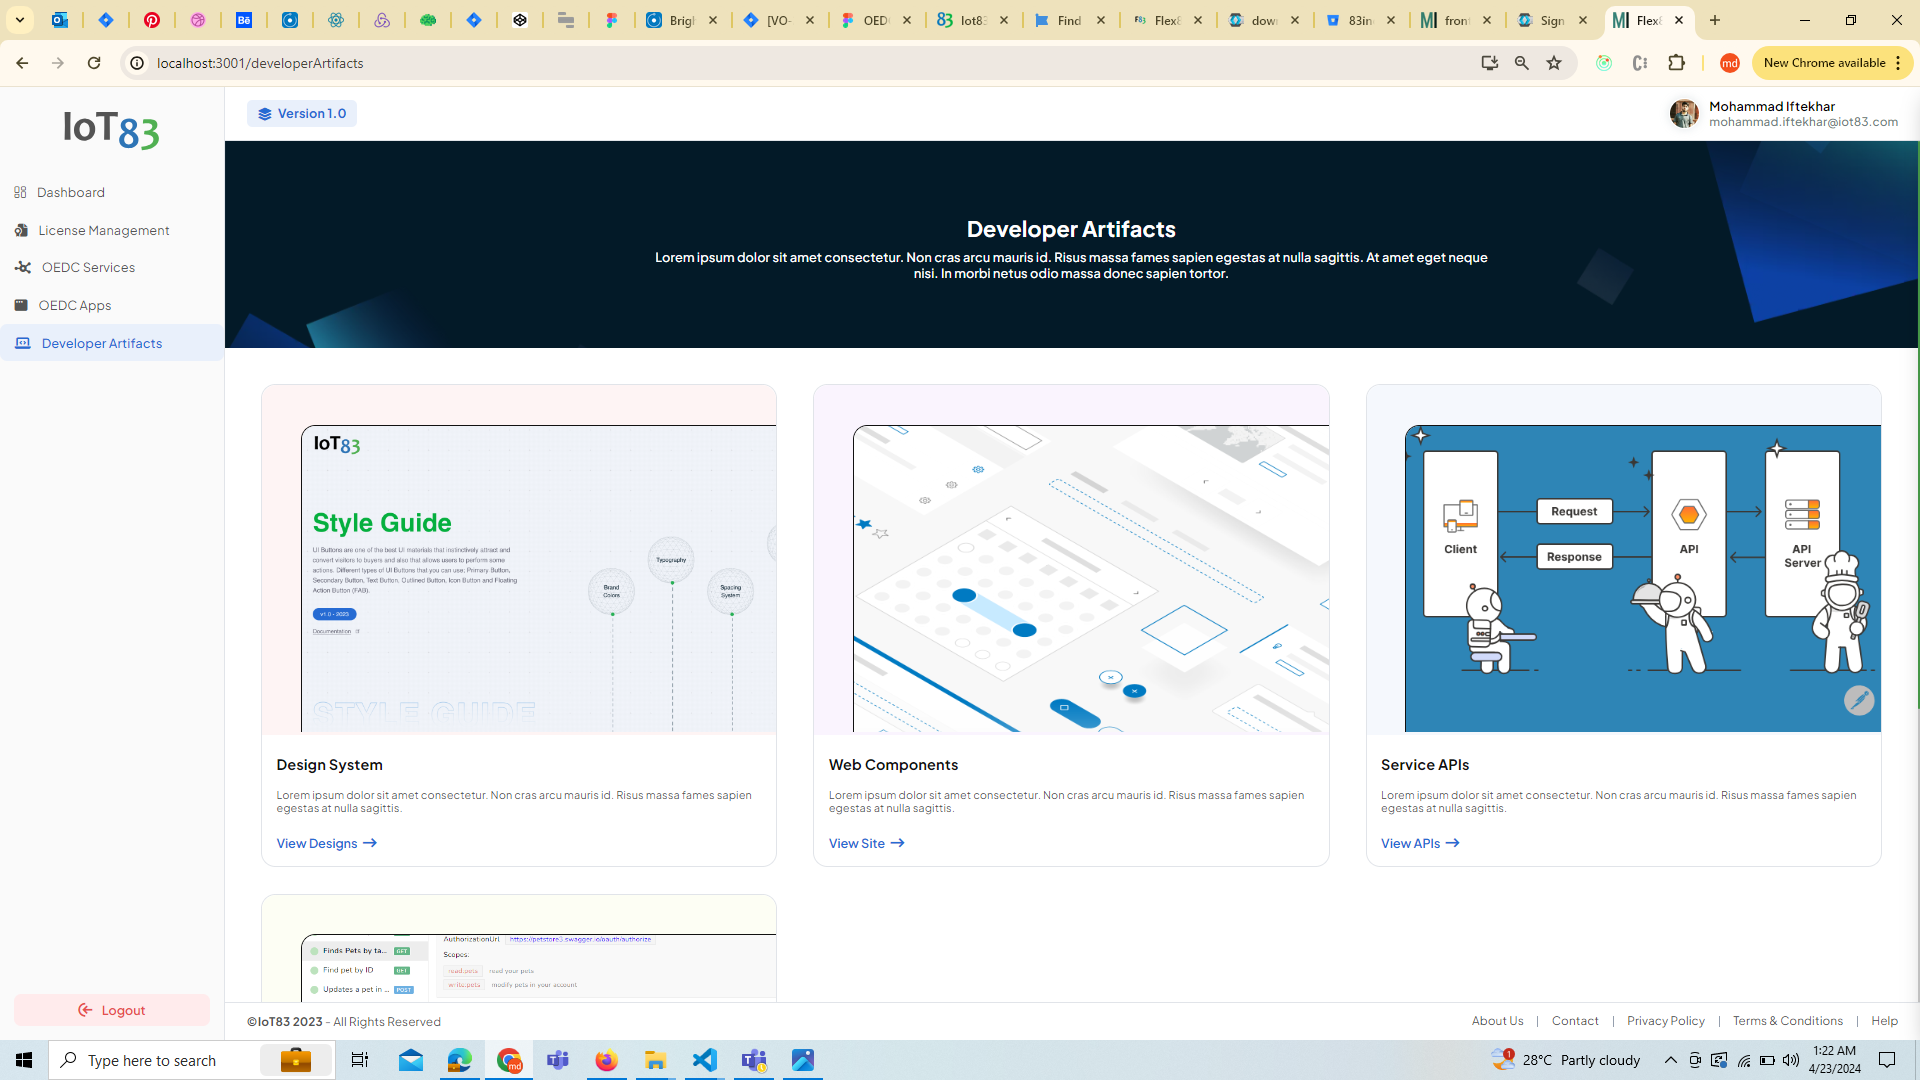 Brigh
[VO-
OED
Iot83
Find
Flex8
dow
83in
fron
Sign
Flex8
localhost:3001/developerArtifacts
md
New Chrome available
IoT83
Version 1.0
Mohammad Iftekhar
mohammad.iftekhar@iot83.com
Dashboard
License Management
OEDC Services
OEDC Apps
Developer Artifacts
Logout
Developer Artifacts
Lorem ipsum dolor sit amet consectetur. Non cras arcu mauris id. Risus massa fames sapien egestas at nulla sagittis. At amet eget neque
nisi. In morbi netus odio massa donec sapien tortor.
IoT83
Style Guide
UI Buttons are one of the best UI materials that instinctively attract and
convert visitors to buyers and also that allows users to perform some
actions. Different types of UI Buttons that you can use; Primary Button,
Secondary Button, Text Button, Outlined Button, Icon Button and Floating
Action Button (FAB).
v1.0 - 2023
Documentation
Brand
Colors
Typography
Spacing
System
STYLE GUIDE
Design System
Lorem ipsum dolor sit amet consectetur. Non cras arcu mauris id. Risus massa fames sapien
egestas at nulla sagittis.
View Designs
Web Components
Lorem ipsum dolor sit amet consectetur. Non cras arcu mauris id. Risus massa fames sapien
egestas at nulla sagittis.
View Site
Client
Request
Response
API
API
Server
Service APIs
Lorem ipsum dolor sit amet consectetur. Non cras arcu mauris id. Risus massa fames sapien
egestas at nulla sagittis.
View APIs
Finds Pets by ta... GET
Find pet by ID GET
Updates a pet in ... POST
AuthorizationUrl: https://petstore3.swagger.io/oauth/authorize
Scopes:
read:pets read your pets
write:pets modify pets in your account
©IoT83 2023 - All Rights Reserved
About Us | Contact | Privacy Policy | Terms & Conditions | Help
Type here to search
28°C Partly cloudy
1:22 AM
4/23/2024